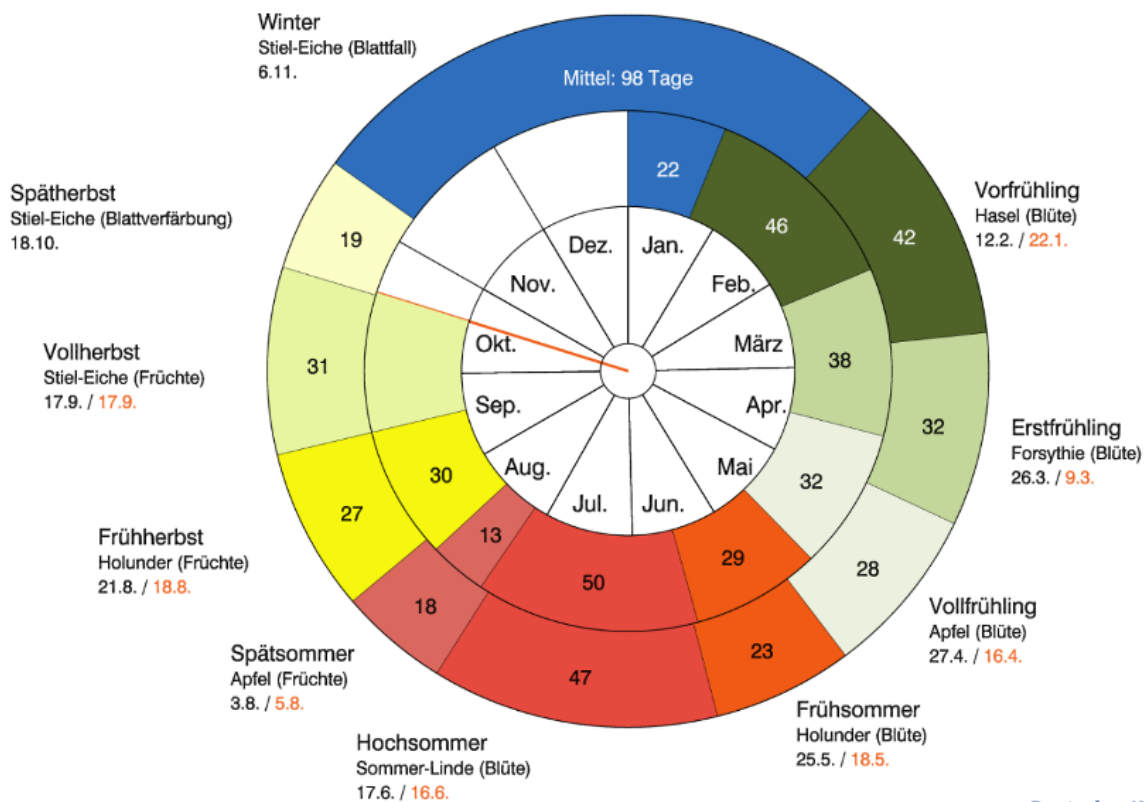 Winter
Stiel-Eiche (Blattfall)
6.11.
Mittel: 98 Tage
22
46
42
Vorfrühling
Hasel (Blüte)
12.2. / 22.1.
38
32
Erstfrühling
Forsythie (Blüte)
26.3. / 9.3.
32
28
Vollfrühling
Apfel (Blüte)
27.4. / 16.4.
29
23
Frühsommer
Holunder (Blüte)
25.5. / 18.5.
50
47
Hochsommer
Sommer-Linde (Blüte)
17.6. / 16.6.
13
18
Spätsommer
Apfel (Früchte)
3.8. / 5.8.
30
27
Frühherbst
Holunder (Früchte)
21.8. / 18.8.
31
Vollherbst
Stiel-Eiche (Früchte)
17.9. / 17.9.
19
Spätherbst
Stiel-Eiche (Blattverfärbung)
18.10.
Jan.
Feb.
März
Apr.
Mai
Jun.
Jul.
Aug.
Sep.
Okt.
Nov.
Dez.